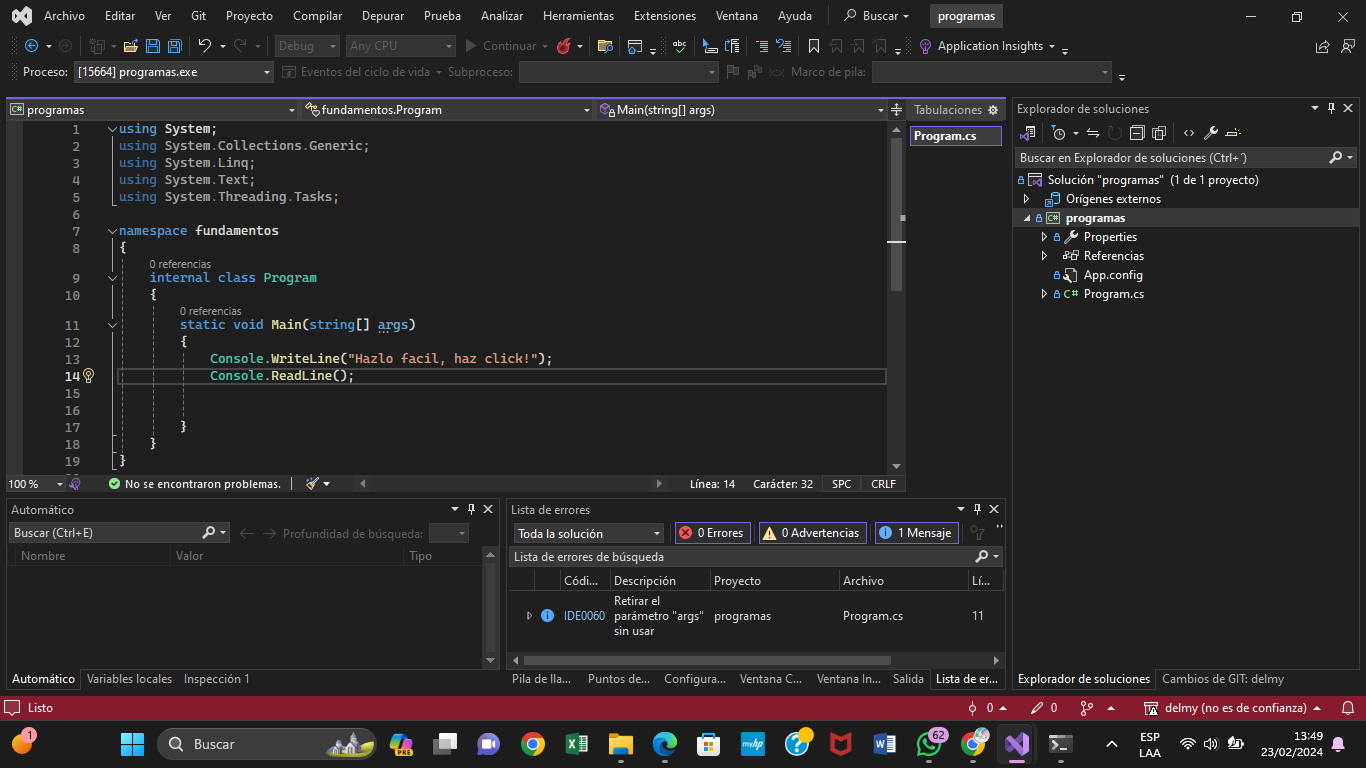 Archivo Editar Ver Git Proyecto Compilar Depurar Prueba Analizar Herramientas Extensiones Ventana Ayuda Buscar programas
Debug Any CPU Continuar Application Insights
Proceso: [15664] programas.exe Eventos del ciclo de vida Subproceso: Marco de pila:
programas fundamentos.Program Main(string[] args)
1 using System;
2 using System.Collections.Generic;
3 using System.Linq;
4 using System.Text;
5 using System.Threading.Tasks;
6
7 namespace fundamentos
8 {
0 referencias
9 internal class Program
10 {
0 referencias
11 static void Main(string[] args)
12 {
13 Console.WriteLine("Hazlo facil, haz click!");
14 Console.ReadLine();
15
16
17 }
18 }
19 }
100 % No se encontraron problemas. Línea: 14 Carácter: 32 SPC CRLF
Tabulaciones
Program.cs
Explorador de soluciones
Buscar en Explorador de soluciones (Ctrl+´)
Solución "programas" (1 de 1 proyecto)
Orígenes externos
programas
Properties
Referencias
App.config
C# Program.cs
Automático
Buscar (Ctrl+E) Profundidad de búsqueda:
Nombre Valor Tipo
Automático Variables locales Inspección 1
Lista de errores
Toda la solución 0 Errores 0 Advertencias 1 Mensaje
Lista de errores de búsqueda
Códi... Descripción Proyecto Archivo Lí...
IDE0060 Retirar el parámetro "args" sin usar programas Program.cs 11
Pila de lla... Puntos de... Configura... Ventana C... Ventana In... Salida Lista de er...
Explorador de soluciones Cambios de GIT: delmy
Listo 0 0 delmy (no es de confianza)
1 Buscar PRE myhp 62 ESP
LAA
13:49
23/02/2024